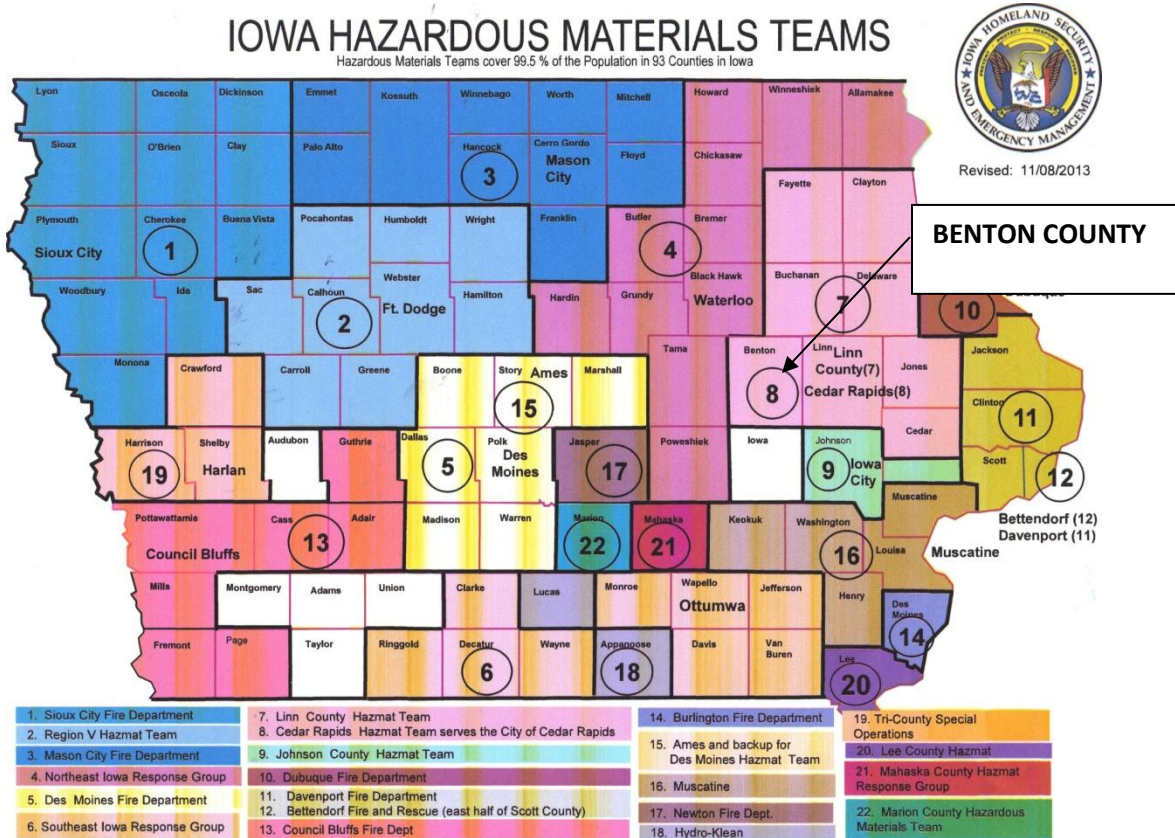 IOWA HAZARDOUS MATERIALS TEAMS
Hazardous Materials Teams cover 99.5 % of the Population in 93 Counties in Iowa
IOWA HOMELAND SECURITY
AND EMERGENCY MANAGEMENT
Revised: 11/08/2013
BENTON COUNTY
Lyon
Osceola
Dickinson
Emmet
Kossuth
Winnebago
Worth
Mitchell
Howard
Winneshiek
Allamakee
Sioux
O'Brien
Clay
Palo Alto
Hancock
3
Cerro Gordo
Mason
City
Floyd
Chickasaw
Fayette
Clayton
Plymouth
Sioux City
Cherokee
1
Buena Vista
Pocahontas
Humboldt
Wright
Franklin
Butler
4
Bremer
Black Hawk
Waterloo
Buchanan
Delaware
7
10
Woodbury
Ida
Sac
Calhoun
2
Webster
Ft. Dodge
Hamilton
Hardin
Grundy
Tama
Benton
8
Linn
Linn
County(7)
Cedar Rapids(8)
Jones
Jackson
Monona
Crawford
Carroll
Greene
Boone
Story
Ames
15
Marshall
Clinton
11
Cedar
Harrison
19
Shelby
Harlan
Audubon
Guthrie
Dallas
5
Polk
Des
Moines
Jasper
17
Poweshiek
Iowa
Johnson
9
Iowa
City
Scott
12
Bettendorf (12)
Davenport (11)
Muscatine
Muscatine
Pottawattamie
Council Bluffs
Cass
13
Adair
Madison
Warren
Marion
22
Mahaska
21
Keokuk
Washington
16
Louisa
Mills
Montgomery
Adams
Union
Clarke
Lucas
Monroe
Wapello
Ottumwa
Jefferson
Henry
Des
Moines
14
Fremont
Page
Taylor
Ringgold
Decatur
6
Wayne
Appanoose
18
Davis
Van
Buren
Lee
20
1. Sioux City Fire Department
2. Region V Hazmat Team
3. Mason City Fire Department
4. Northeast Iowa Response Group
5. Des Moines Fire Department
6. Southeast Iowa Response Group
7. Linn County Hazmat Team
8. Cedar Rapids Hazmat Team serves the City of Cedar Rapids
9. Johnson County Hazmat Team
10. Dubuque Fire Department
11. Davenport Fire Department
12. Bettendorf Fire and Rescue (east half of Scott County)
13. Council Bluffs Fire Dept
14. Burlington Fire Department
15. Ames and backup for
Des Moines Hazmat Team
16. Muscatine
17. Newton Fire Dept.
18. Hydro-Klean
19. Tri-County Special
Operations
20. Lee County Hazmat
21. Mahaska County Hazmat
Response Group
22. Marion County Hazardous
Materials Team